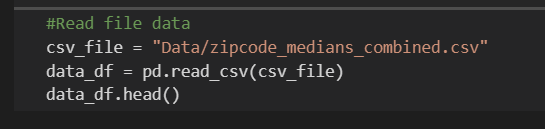 #Read file data
csv_file = "Data/zipcode_medians_combined.csv"
data_df = pd.read_csv(csv_file)
data_df.head()